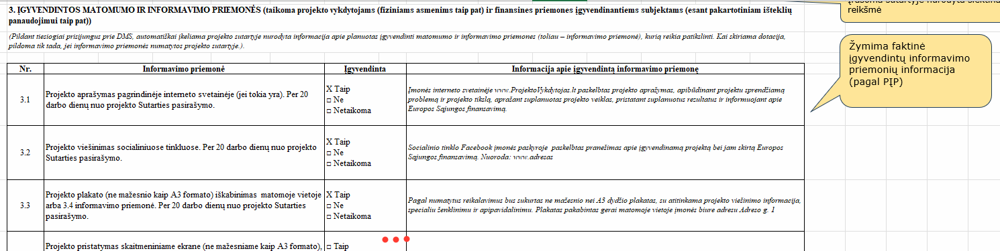 3. ĮGYVENDINTOS MATOMUMO IR INFORMAVIMO PRIEMONĖS (taikoma projekto vykdytojams (fiziniams asmenims taip pat) ir finansines priemones įgyvendinantiems subjektams (esant pakartotiniam išteklių
panaudojimui taip pat))
(Pildant tiesiogiai prisijungus prie DMS, automatiškai įkeliama projekto sutartyje nurodyta informacija apie planuotas įgyvendinti matomumo ir informavimo priemones (toliau – informavimo priemonė), kurią reikia patikslinti. Kai skiriama dotacija,
pildoma tik tada, jei informavimo priemonės numatytos projekto sutartyje.).
reikšmė
Žymima faktinė
įgyvendintų informavimo
priemonių informacija
(pagal PĮP)
Nr. Informavimo priemonė Įgyvendinta Informacija apie įgyvendintą informavimo priemonę
3.1
Projekto aprašymas pagrindinėje interneto svetainėje (jei tokia yra). Per 20
darbo dienų nuo projekto Sutarties pasirašymo.
X Taip
□ Ne
□ Netaikoma
Įmonės interneto svetainėje www.ProjektoVykdytojas.lt paskelbtas projekto aprašymas, apibūdinant projektu sprendžiamą
problemą ir projekto tikslą, aprašant suplanuotas projekto veiklas, pristatant suplanuotus rezultatus ir informuojant apie
Europos Sąjungos finansavimą.
3.2
Projekto viešinimas socialiniuose tinkluose. Per 20 darbo dienų nuo projekto
Sutarties pasirašymo.
X Taip
□ Ne
□ Netaikoma
Socialinio tinklo Facebook įmonės paskyroje paskelbtas pranešimas apie įgyvendinamą projektą bei jam skirtą Europos
Sąjungos finansavimą. Nuoroda: www.adresas
3.3
Projekto plakato (ne mažesnio kaip A3 formato) iškabinimas matomoje vietoje
arba 3.4 informavimo priemonė. Per 20 darbo dienų nuo projekto Sutarties
pasirašymo.
X Taip
□ Ne
□ Netaikoma
Pagal numatytus reikalavimus bus sukurtas ne mažesnio nei A3 dydžio plakatas, su atitinkama projekto viešinimo informacija,
specialiu ženklinimu ir apipavidalinimu. Plakatas pakabintas gerai matomoje vietoje įmonės biure adresu Adreso g. 1
Projekto pristatymas skaitmeniniame ekrane (ne mažesniame kaip A3 formato),
□ Taip